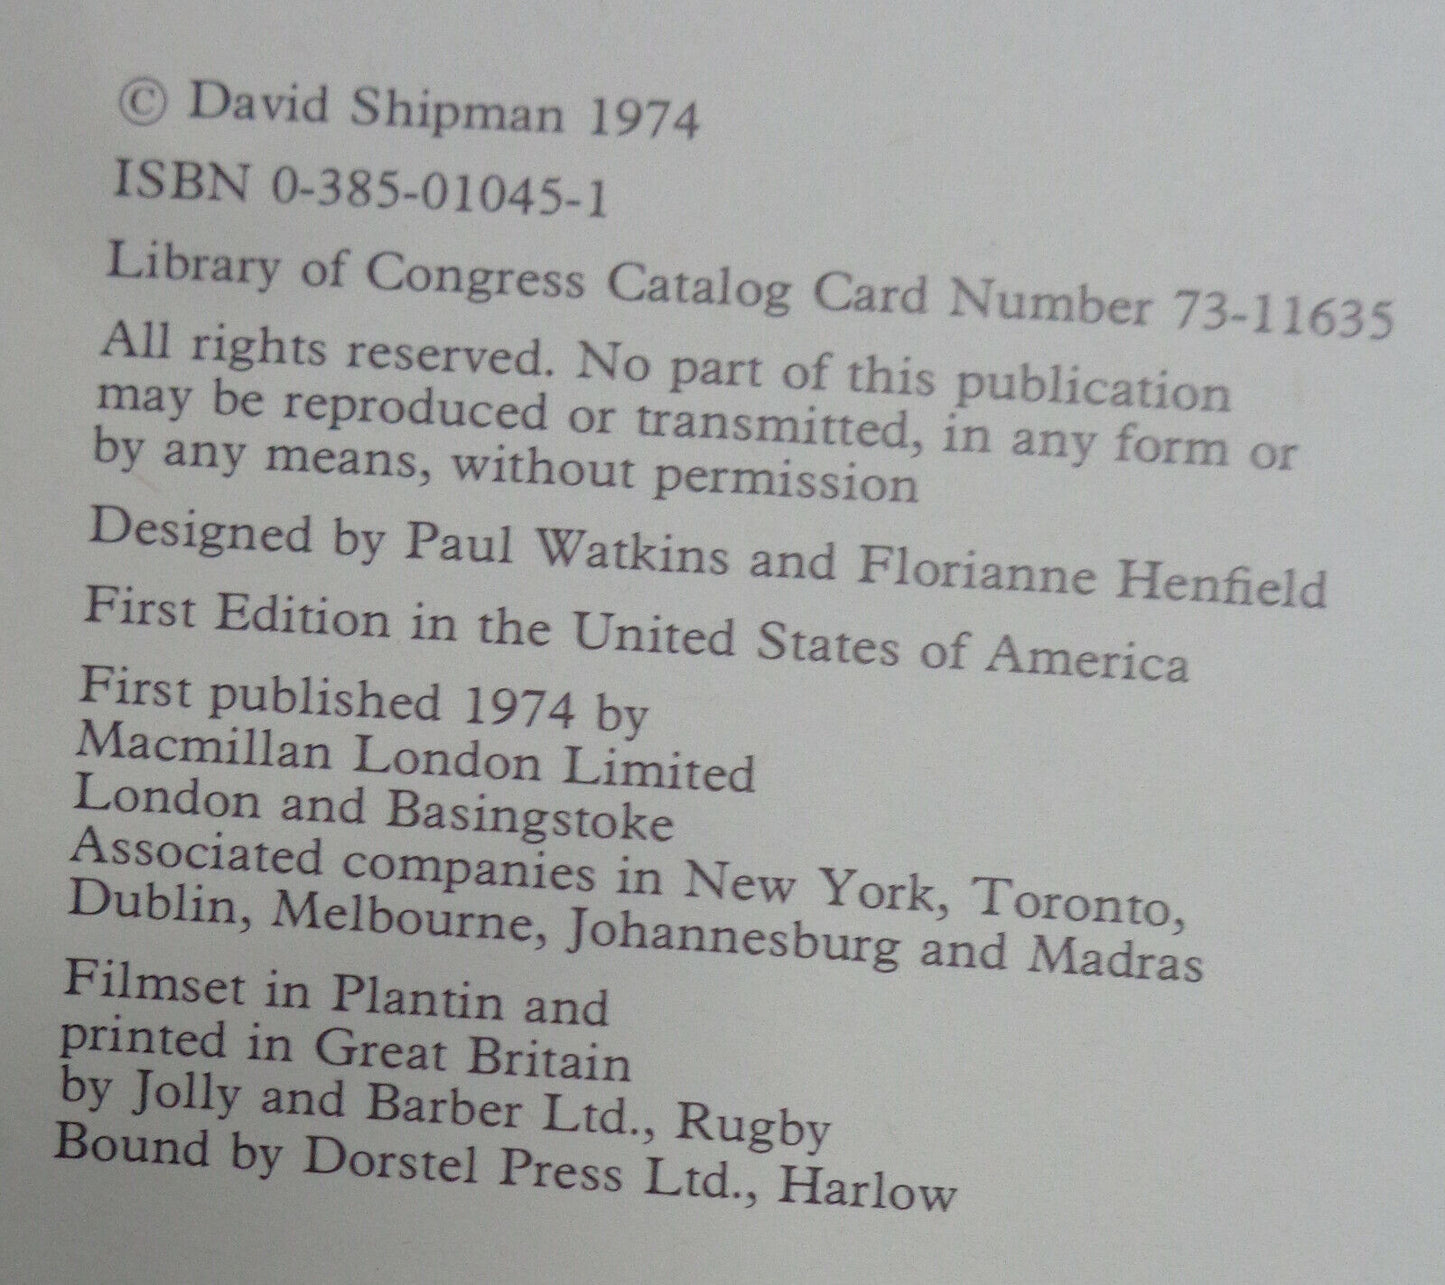 © David Shipman 1974
ISBN 0-385-01045-1
Library of Congress Catalog Card Number 73-11635
All rights reserved. No part of this publication
may be reproduced or transmitted, in any form or
by any means, without permission
Designed by Paul Watkins and Florianne Henfield
First Edition in the United States of America
First published 1974 by
Macmillan London Limited
London and Basingstoke
Associated companies in New York, Toronto,
Dublin, Melbourne, Johannesburg and Madras
Filmset in Plantin and
printed in Great Britain
by Jolly and Barber Ltd., Rugby
Bound by Dorstel Press Ltd., Harlow